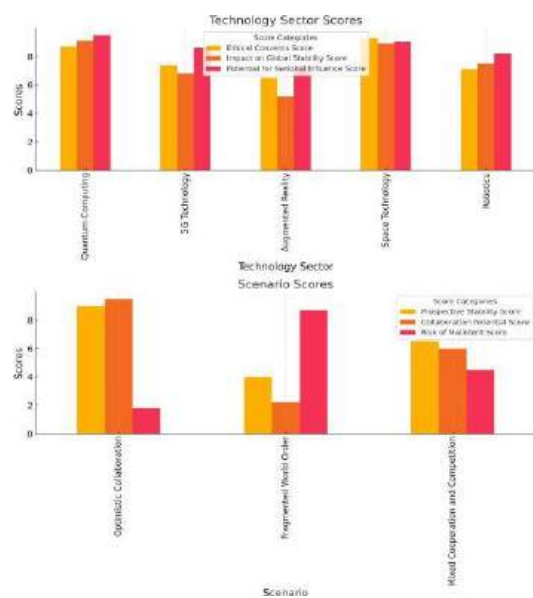 Technology Sector Scores
Score Categories
Ethical Concerns Score
Impact on Global Stability Score
Potential for National Influence Score
Scores
8
6
4
2
0
Quantum Computing
5G Technology
Augmented Reality
Space Technology
Robotics
Technology Sector
Scenario Scores
Score Categories
Prospective Stability Score
Collaboration Potential Score
Risk of Malintent Score
Scores
8
6
4
2
0
Optimistic Collaboration
Fragmented World Order
Mixed Cooperation and Competition
Scenario